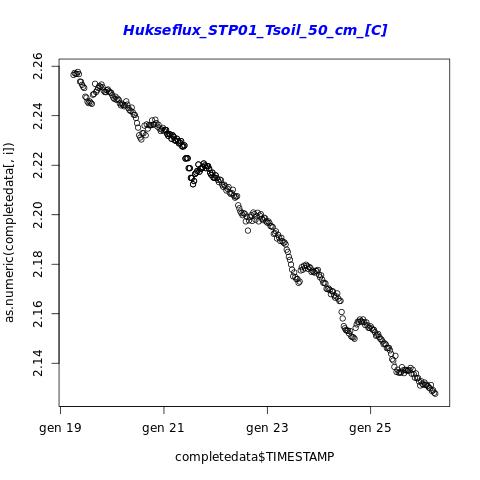 Hukseflux_STP01_Tsoil_50_cm_[C]
as.numeric(completedata[, i])
2.26
2.24
2.22
2.20
2.18
2.16
2.14
gen 19
gen 21
gen 23
gen 25
completedata$TIMESTAMP